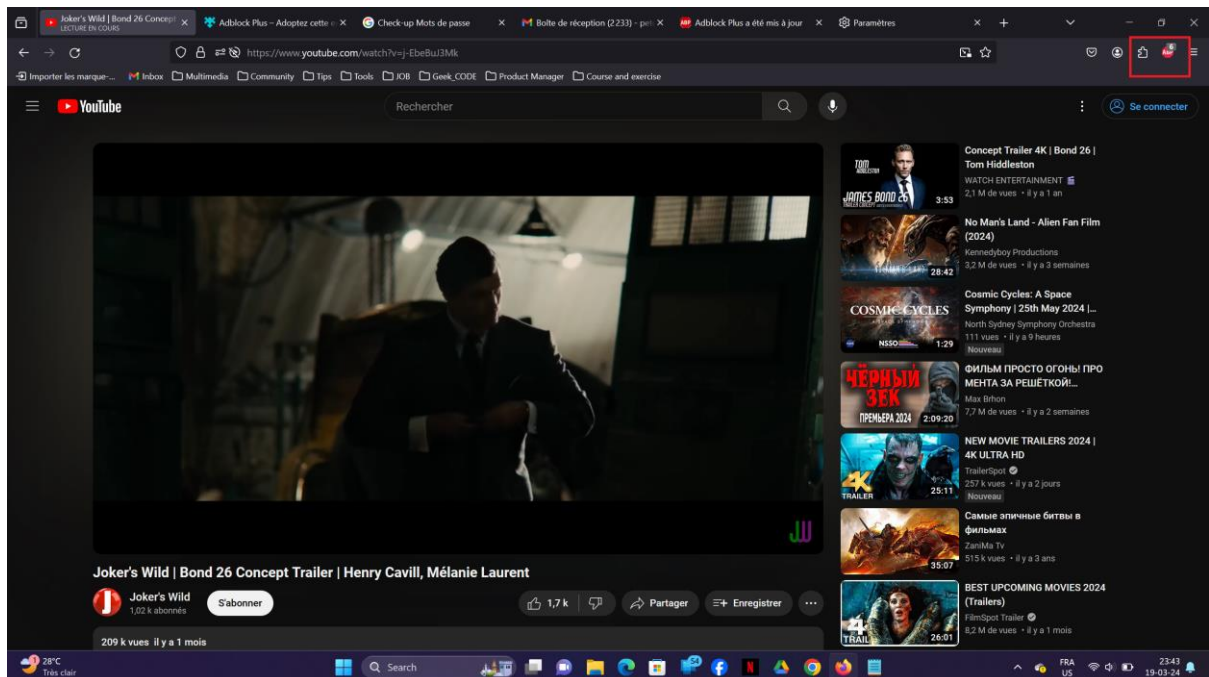 Joker's Wild | Bond 26 Concept
LECTURE EN COURS
Adblock Plus – Adoptez cette e
Check-up Mots de passe
Boîte de réception (2 233) - pet
Adblock Plus a été mis à jour
Paramètres
https://www.youtube.com/watch?v=j-EbeBuJ3Mk
6
Importer les marque-...
Inbox
Multimedia
Community
Tips
Tools
JOB
Geek_CODE
Product Manager
Course and exercise
YouTube
Rechercher
Se connecter
TOM
HIDDLESTON
JAMES BOND 26
3:53
Concept Trailer 4K | Bond 26 |
Tom Hiddleston
WATCH ENTERTAINMENT
2,1 M de vues • il y a 1 an
28:42
No Man's Land - Alien Fan Film
(2024)
Kennedyboy Productions
3,2 M de vues • il y a 3 semaines
COSMIC CYCLES
NSSO
1:29
Cosmic Cycles: A Space
Symphony | 25th May 2024 |...
North Sydney Symphony Orchestra
111 vues • il y a 9 heures
Nouveau
ЧЁРНЫЙ
ЗЕК
ПРЕМЬЕРА 2024
2:09:20
ФИЛЬМ ПРОСТО ОГОНЬ! ПРО
МЕНТА ЗА РЕШЁТКОЙ!...
Max Brhon
7,7 M de vues • il y a 2 semaines
4K
TRAILER
25:11
NEW MOVIE TRAILERS 2024 |
4K ULTRA HD
TrailerSpot
257 k vues • il y a 2 jours
Nouveau
35:07
Самые эпичные битвы в
фильмах
ZaniMa Tv
515 k vues • il y a 3 ans
4
TRAIL
26:01
BEST UPCOMING MOVIES 2024
(Trailers)
FilmSpot Trailer
8,2 M de vues • il y a 1 mois
JW
Joker's Wild | Bond 26 Concept Trailer | Henry Cavill, Mélanie Laurent
Joker's Wild
1,02 k abonnés
S'abonner
1,7 k
Partager
Enregistrer
209 k vues il y a 1 mois
28°C
Très clair
Search
54
FRA
US
23:43
19-03-24